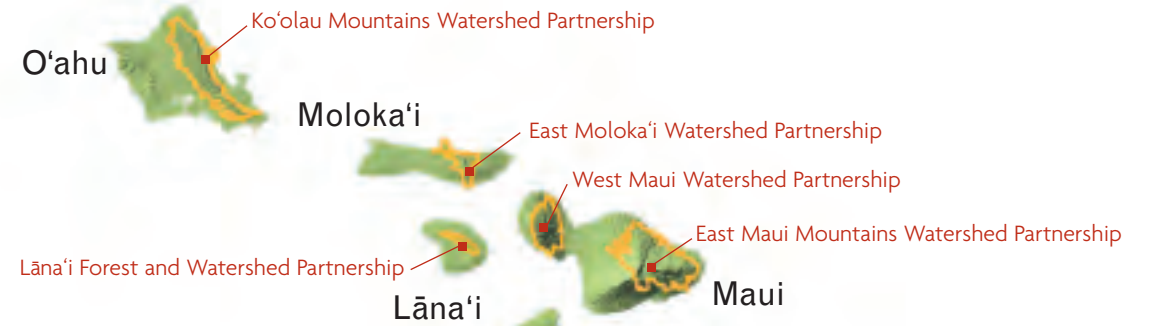 Ko‘olau Mountains Watershed Partnership
O‘ahu
Moloka‘i
East Moloka‘i Watershed Partnership
West Maui Watershed Partnership
East Maui Mountains Watershed Partnership
Lāna‘i Forest and Watershed Partnership
Maui
Lāna‘i